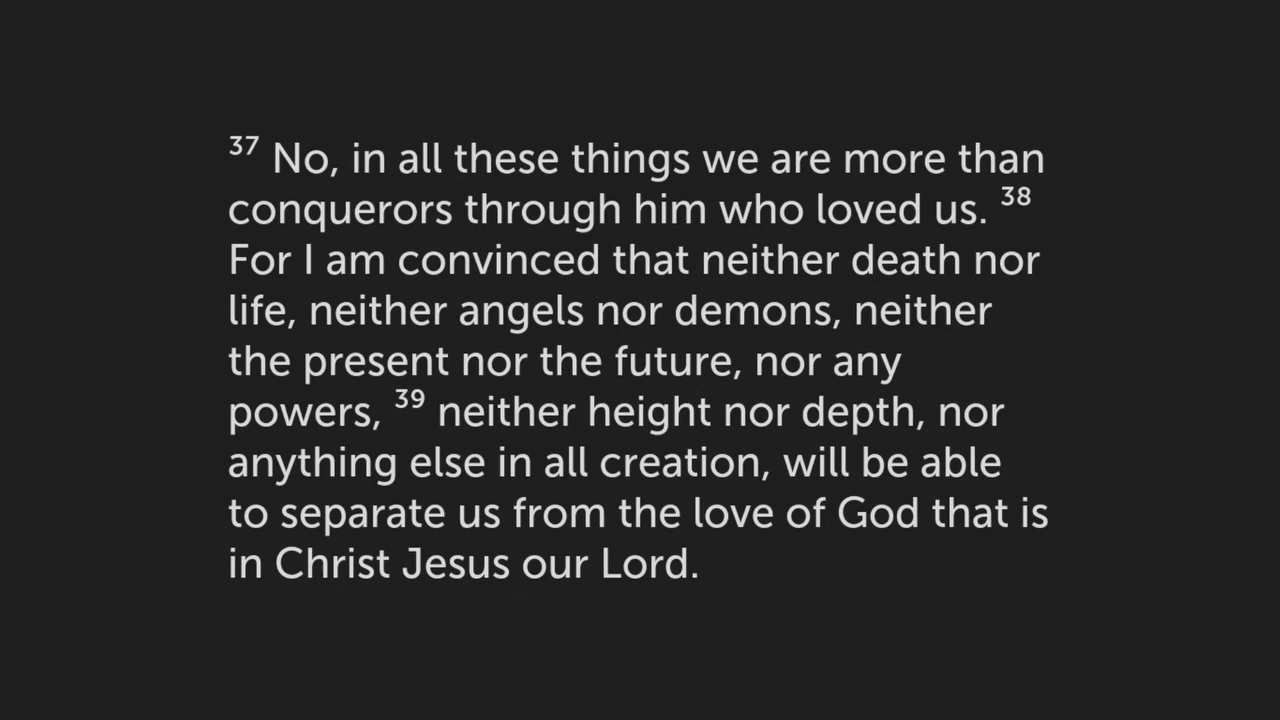 37 No, in all these things we are more than
conquerors through him who loved us. 38
For I am convinced that neither death nor
life, neither angels nor demons, neither
the present nor the future, nor any
powers, 39 neither height nor depth, nor
anything else in all creation, will be able
to separate us from the love of God that is
in Christ Jesus our Lord.